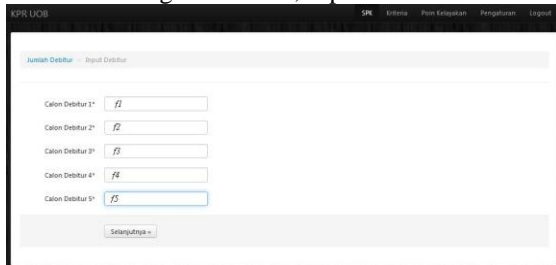 KPR UOB SPK Kriteria Poin Kelayakan Pengaturan Logout
Jumlah Debitur Input Debitur
Calon Debitur 1* f1
Calon Debitur 2* f2
Calon Debitur 3* f3
Calon Debitur 4* f4
Calon Debitur 5* f5
Selanjutnya »